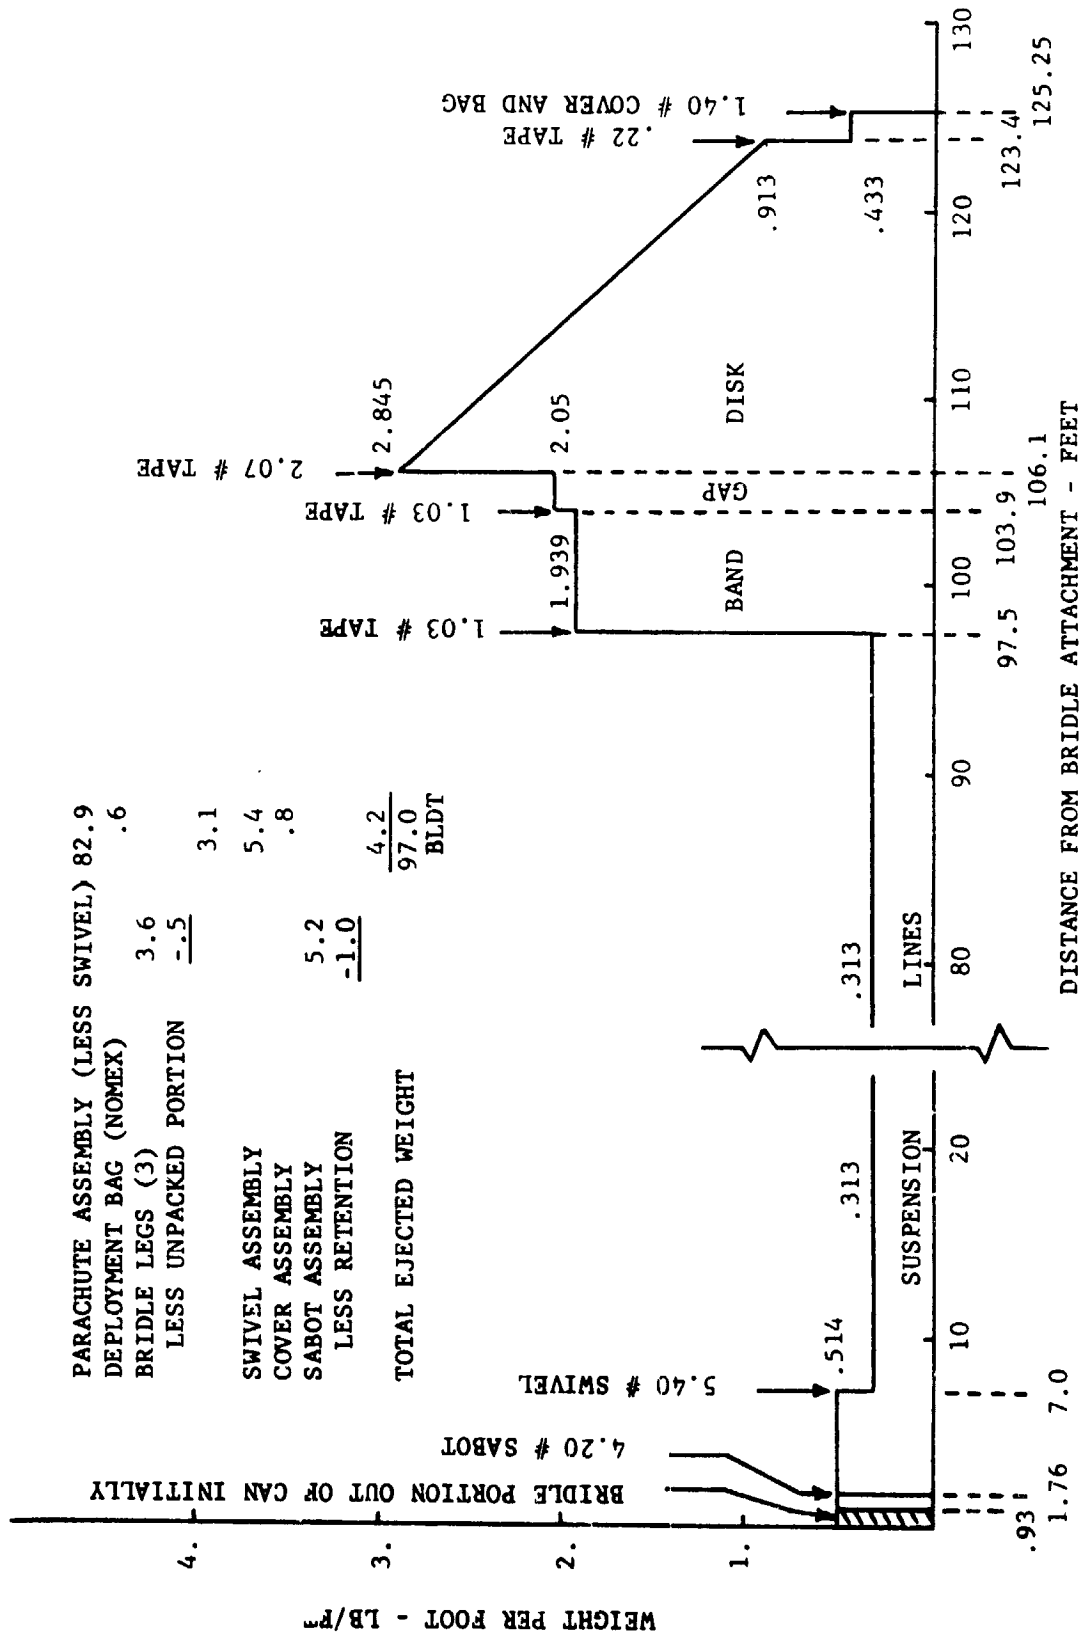 PARACHUTE ASSEMBLY (LESS SWIVEL) 82.9
DEPLOYMENT BAG (NOMEX) .6
BRIDLE LEGS (3) 3.6
LESS UNPACKED PORTION -.5
3.1
SWIVEL ASSEMBLY 5.4
COVER ASSEMBLY .8
SABOT ASSEMBLY 5.2
LESS RETENTION -1.0
4.2
TOTAL EJECTED WEIGHT 97.0
BLDT
WEIGHT PER FOOT - LB/FT
4.
3.
2.
1.
BRIDLE PORTION OUT OF CAN INITIALLY
4.20 # SABOT
5.40 # SWIVEL
1.03 # TAPE
1.03 # TAPE
2.07 # TAPE
.22 # TAPE
1.40 # COVER AND BAG
.514
.313
.313
1.939
2.05
2.845
.913
.433
SUSPENSION
LINES
BAND
GAP
DISK
10
20
80
90
100
110
120
130
.93
1.76
7.0
97.5
103.9
106.1
123.4
125.25
DISTANCE FROM BRIDLE ATTACHMENT - FEET